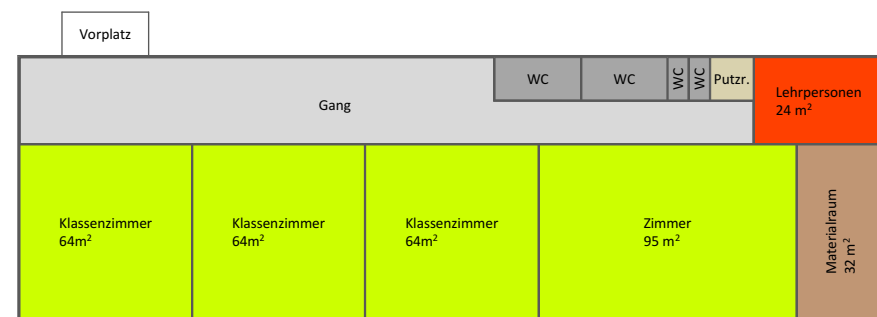 Vorplatz
WC
WC
WC
WC
Putzr.
Lehrpersonen
24 m²
Gang
Klassenzimmer
64m²
Klassenzimmer
64m²
Klassenzimmer
64m²
Zimmer
95 m²
Materialraum
32 m²